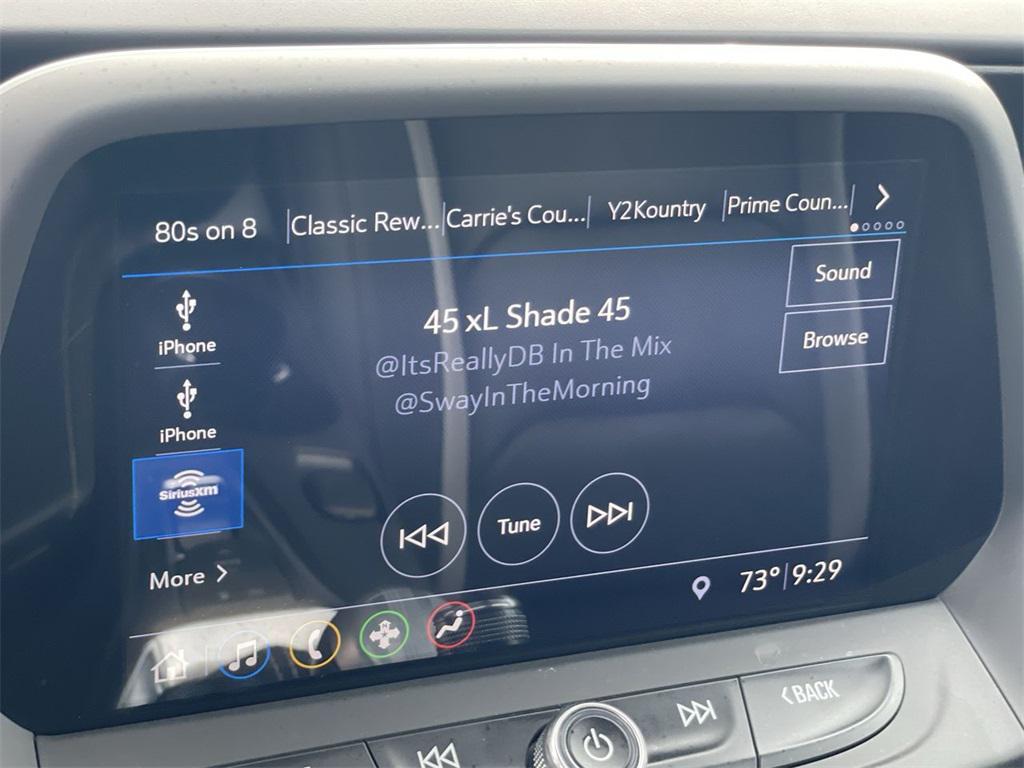 80s on 8
Classic Rew...
Carrie's Cou...
Y2Kountry
Prime Coun...
Sound
45 xL Shade 45
Browse
iPhone
@ItsReallyDB In The Mix
@SwayInTheMorning
iPhone
SiriusXM
Tune
More
73° 9:29
<BACK